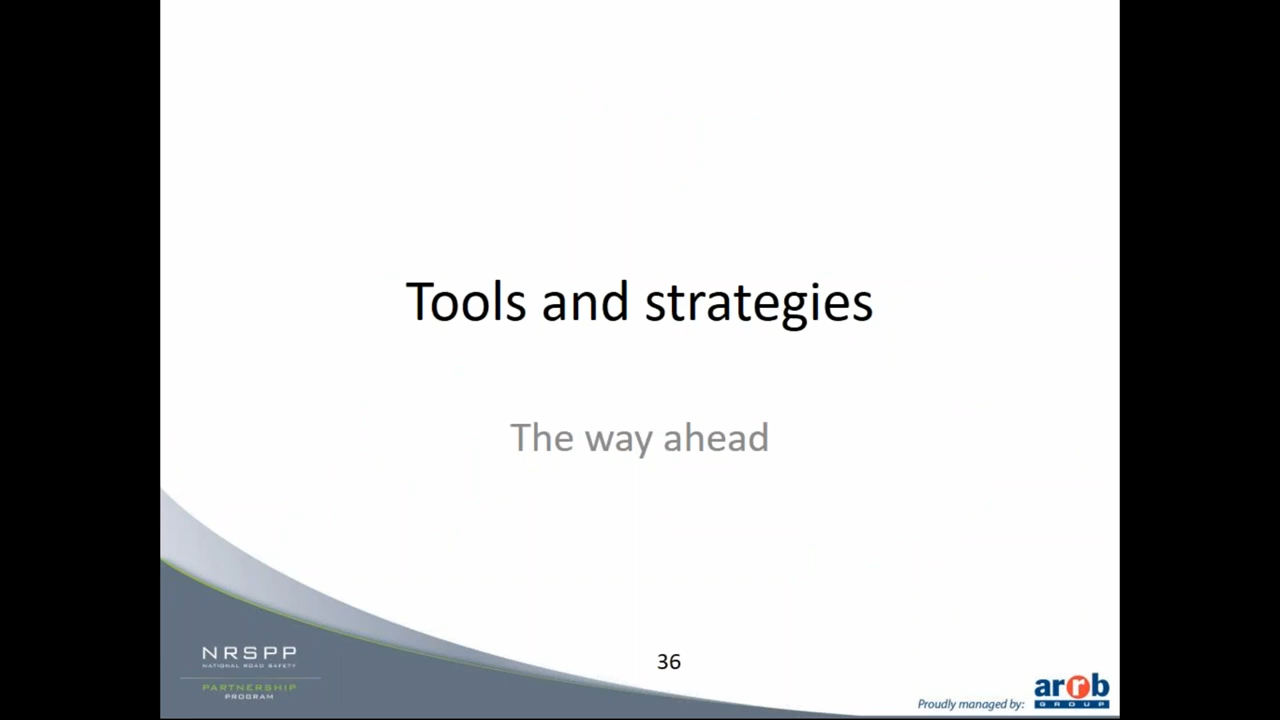 Tools and strategies
The way ahead
36
NRSPP
NATIONAL ROAD SAFETY
PARTNERSHIP
PROGRAM
Proudly managed by:
arrb
GROUP